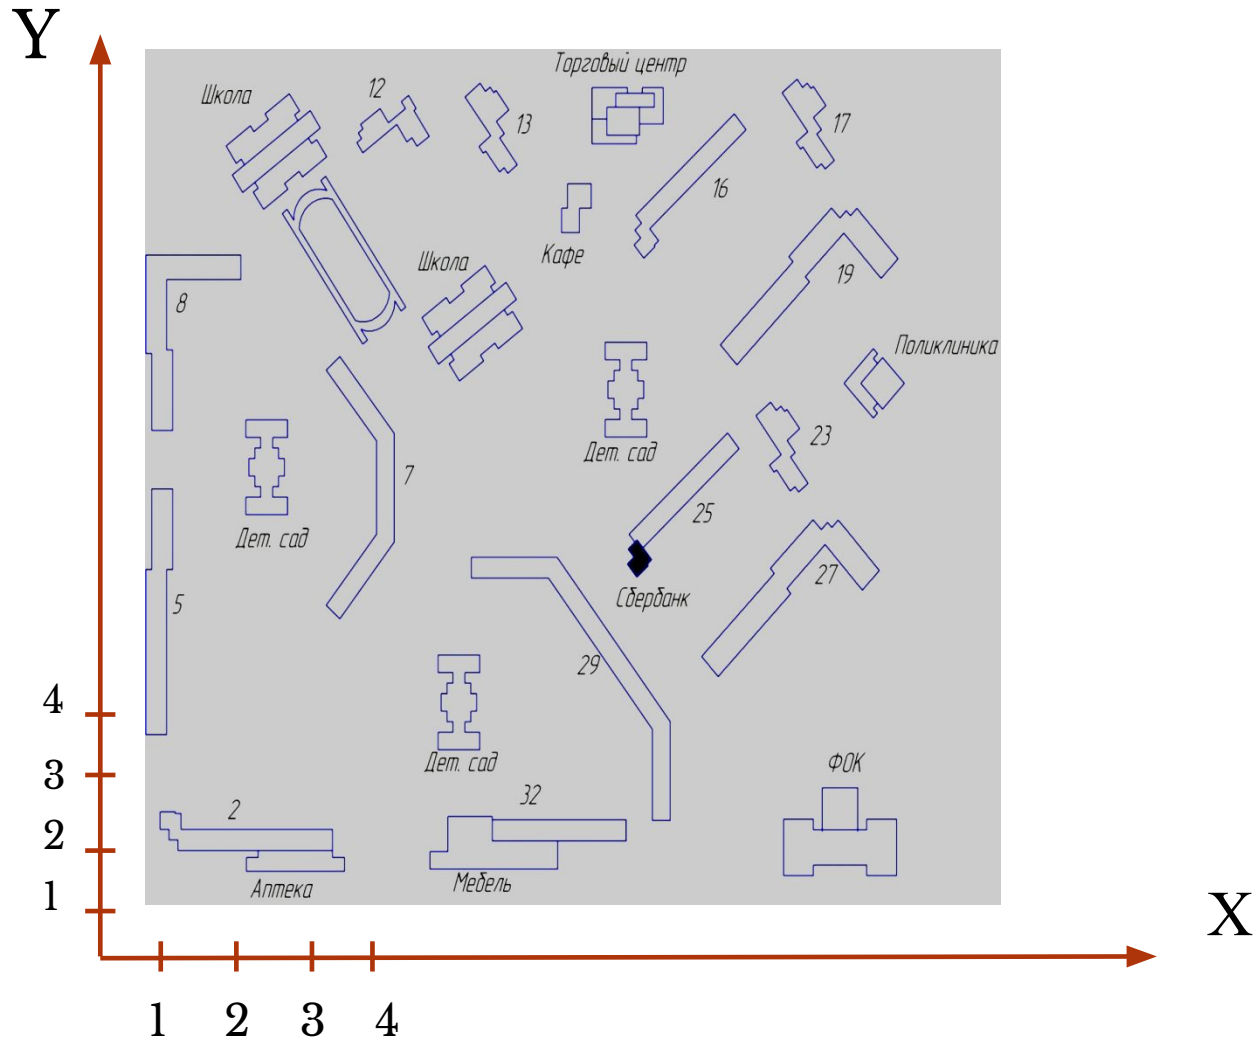 Y
Торговый центр
Школа
12
13
17
16
Кафе
Школа
19
8
Поликлиника
23
Дет. сад
7
25
Дет. сад
27
Сбербанк
5
29
4
Дет. сад
ФОК
3
32
2
2
Мебель
Аптека
1
X
1
2
3
4